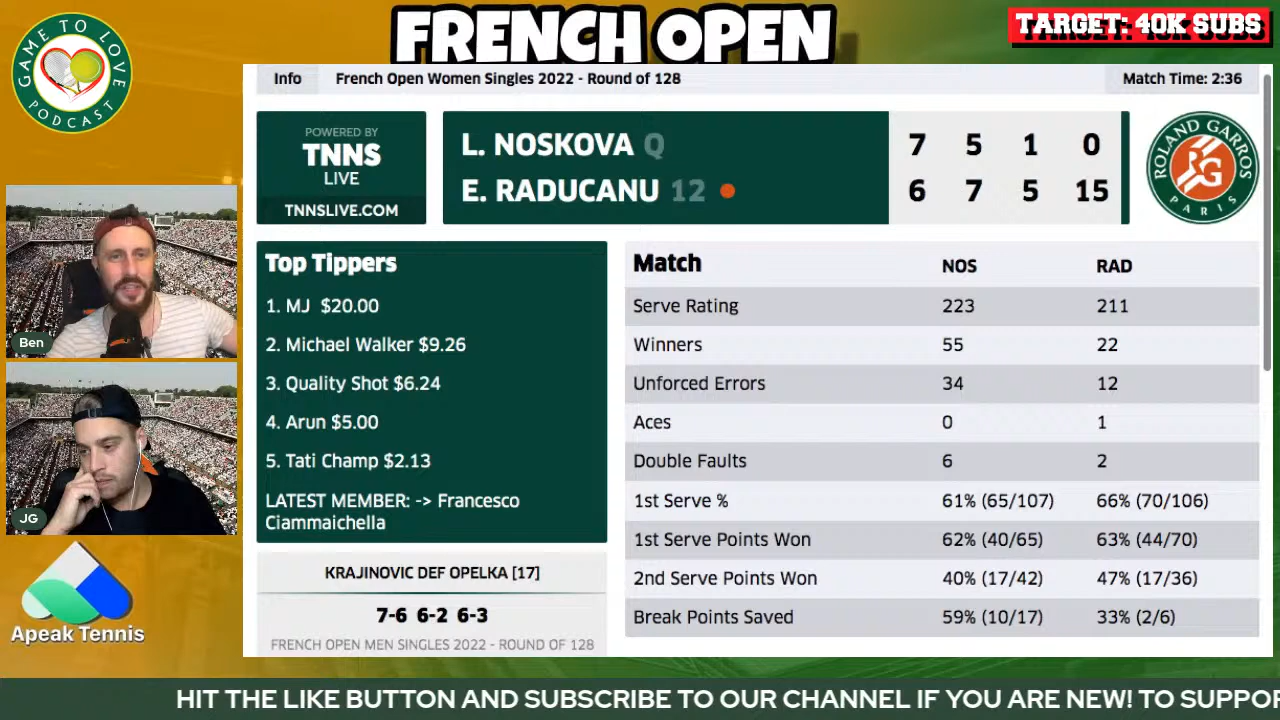 GAME TO LOVE
PODCAST
FRENCH OPEN
TARGET: 40K SUBS
Info French Open Women Singles 2022 - Round of 128 Match Time: 2:36
POWERED BY
TNNS
LIVE
TNNSLIVE.COM
L. NOSKOVA Q 7 5 1 0
E. RADUCANU 12 6 7 5 15
ROLAND GARROS
PARIS
Top Tippers
1. MJ $20.00
2. Michael Walker $9.26
3. Quality Shot $6.24
4. Arun $5.00
5. Tati Champ $2.13
LATEST MEMBER: -> Francesco
Ciammaichella
KRAJINOVIC DEF OPELKA [17]
7-6 6-2 6-3
FRENCH OPEN MEN SINGLES 2022 - ROUND OF 128
Match NOS RAD
Serve Rating 223 211
Winners 55 22
Unforced Errors 34 12
Aces 0 1
Double Faults 6 2
1st Serve % 61% (65/107) 66% (70/106)
1st Serve Points Won 62% (40/65) 63% (44/70)
2nd Serve Points Won 40% (17/42) 47% (17/36)
Break Points Saved 59% (10/17) 33% (2/6)
Ben
JG
Apeak Tennis
HIT THE LIKE BUTTON AND SUBSCRIBE TO OUR CHANNEL IF YOU ARE NEW! TO SUPPO